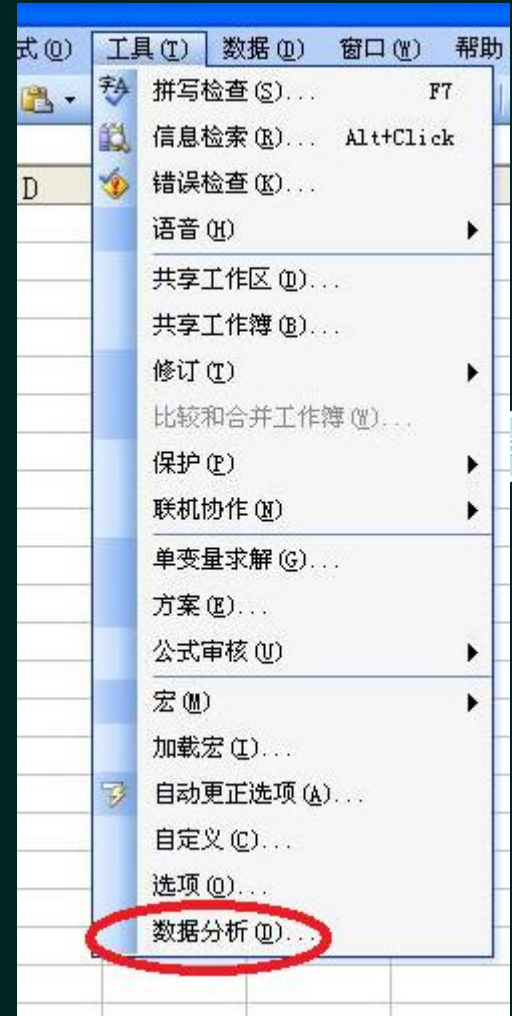 式(O) 工具(T) 数据(D) 窗口(W) 帮助
D
拼写检查(S)... F7
信息检索(R)... Alt+Click
错误检查(K)...
语音(H)
共享工作区(D)...
共享工作簿(B)...
修订(T)
比较和合并工作簿(W)...
保护(P)
联机协作(N)
单变量求解(G)...
方案(E)...
公式审核(U)
宏(M)
加载宏(I)...
自动更正选项(A)...
自定义(C)...
选项(O)...
数据分析(D)...